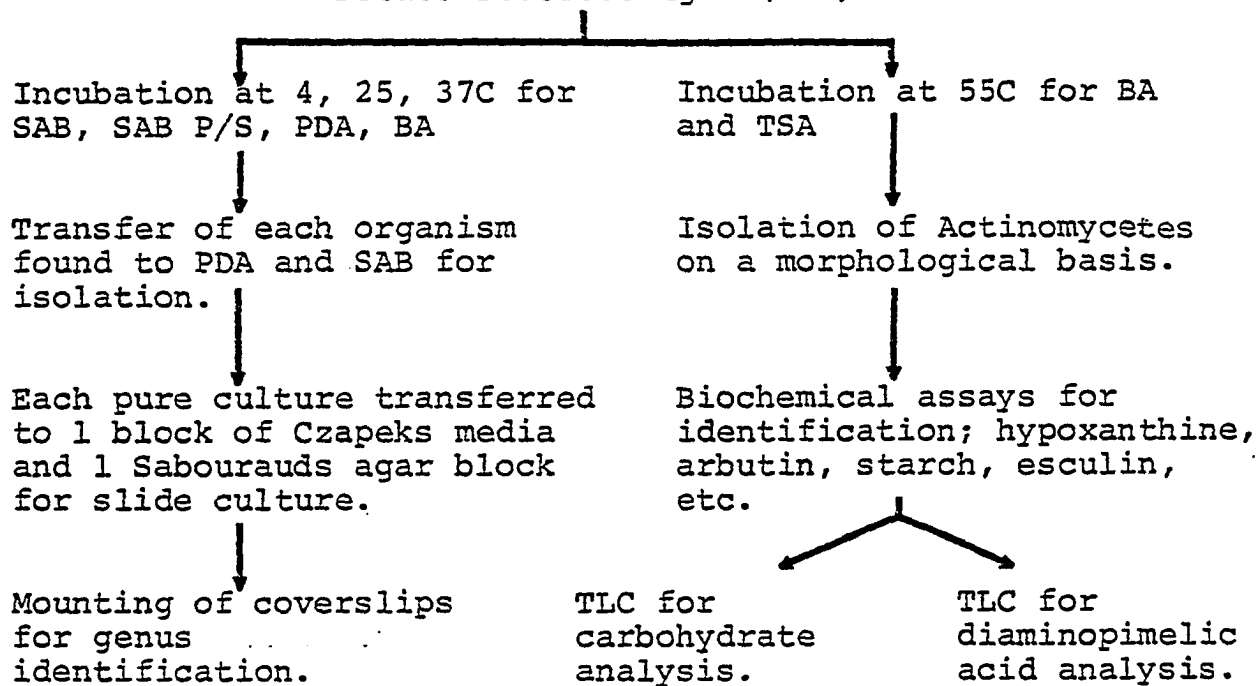 Incubation at 4, 25, 37C for
SAB, SAB P/S, PDA, BA
Incubation at 55C for BA
and TSA
Transfer of each organism
found to PDA and SAB for
isolation.
Isolation of Actinomycetes
on a morphological basis.
Each pure culture transferred
to 1 block of Czapeks media
and 1 Sabourauds agar block
for slide culture.
Biochemical assays for
identification; hypoxanthine,
arbutin, starch, esculin,
etc.
Mounting of coverslips
for genus
identification.
TLC for
carbohydrate
analysis.
TLC for
diaminopimelic
acid analysis.